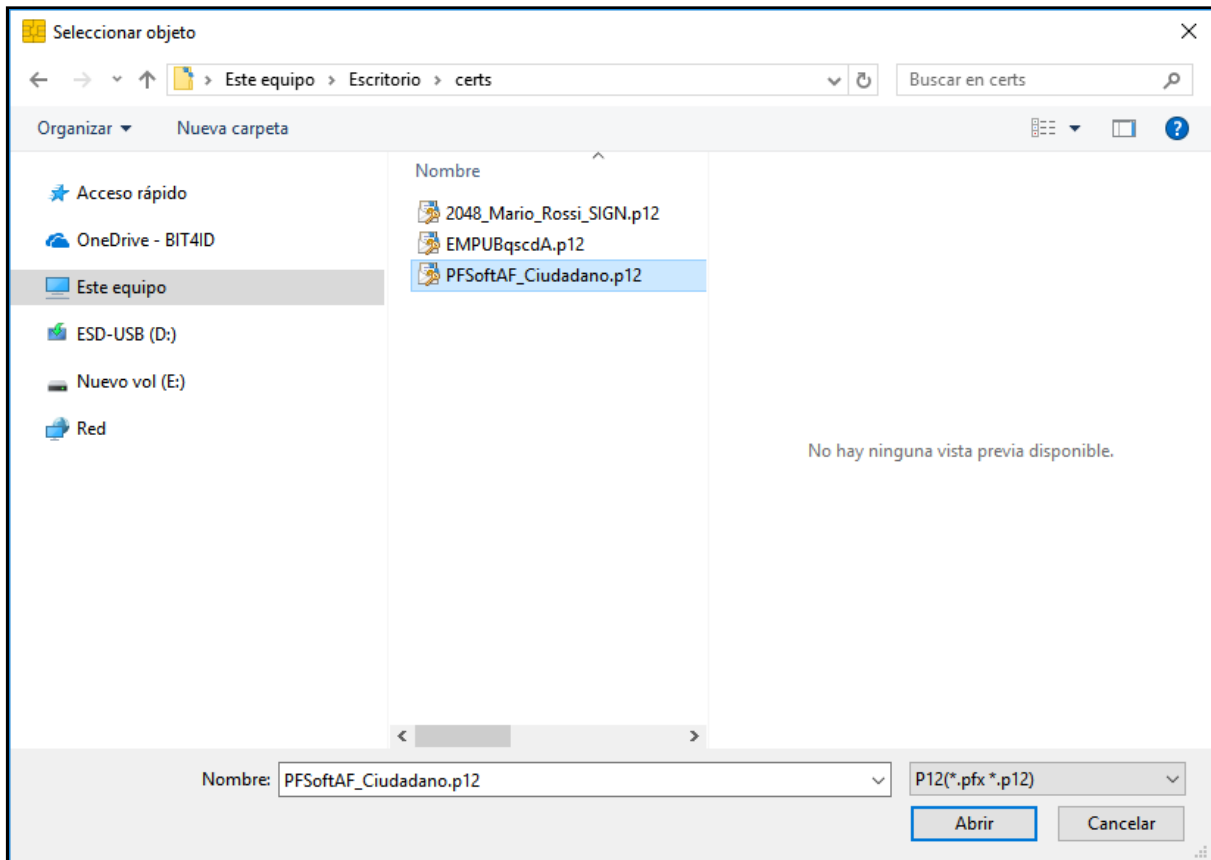 Seleccionar objeto
Este equipo > Escritorio > certs
Buscar en certs
Organizar
Nueva carpeta
Acceso rápido
OneDrive - BIT4ID
Este equipo
ESD-USB (D:)
Nuevo vol (E:)
Red
Nombre
2048_Mario_Rossi_SIGN.p12
EMPUBqscdA.p12
PFSoftAF_Ciudadano.p12
No hay ninguna vista previa disponible.
Nombre: PFSoftAF_Ciudadano.p12
P12(*.pfx *.p12)
Abrir
Cancelar